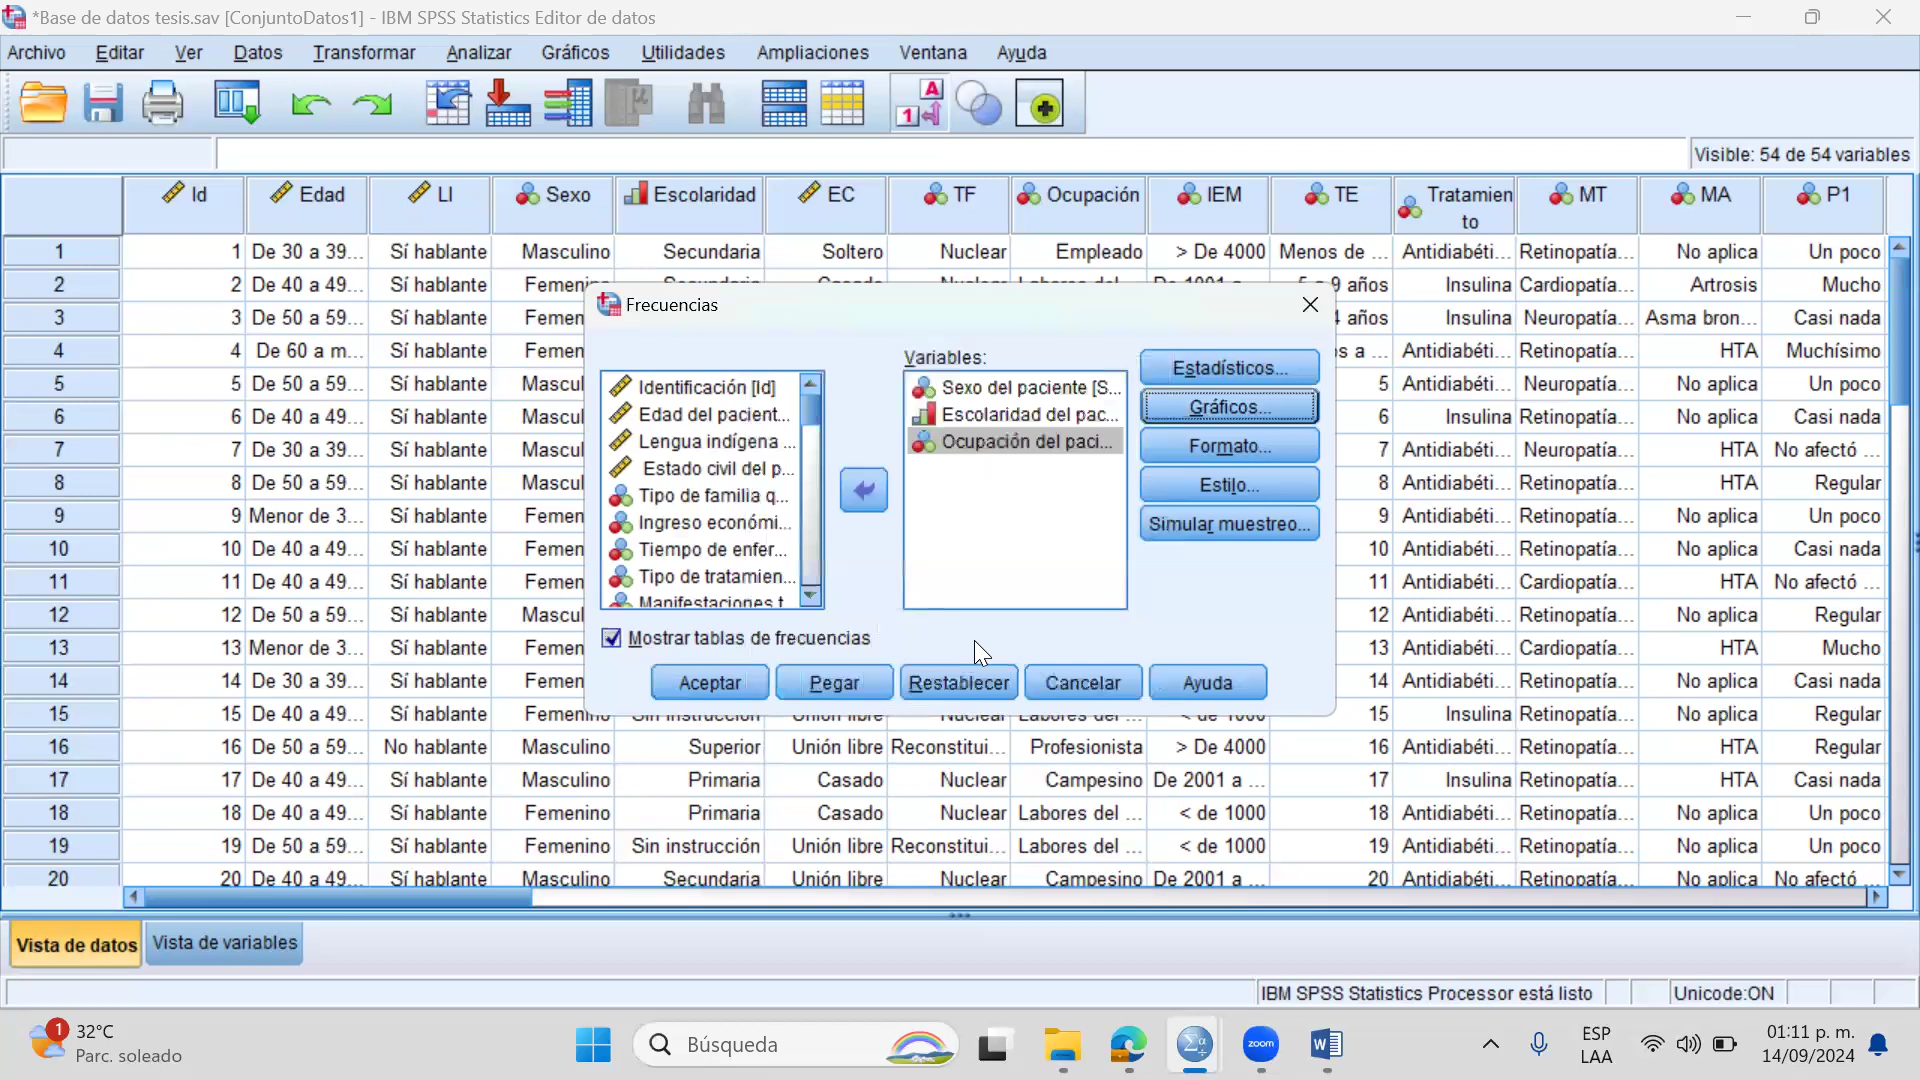 *Base de datos tesis.sav [ConjuntoDatos1] - IBM SPSS Statistics Editor de datos
Archivo Editar Ver Datos Transformar Analizar Gráficos Utilidades Ampliaciones Ventana Ayuda
Visible: 54 de 54 variables
Id Edad LI Sexo Escolaridad EC TF Ocupación IEM TE Tratamien
to MT MA P1
1 1 De 30 a 39... Sí hablante Masculino Secundaria Soltero Nuclear Empleado > De 4000 Menos de ... Antidiabéti... Retinopatía... No aplica Un poco
2 2 De 40 a 49... Sí hablante Insulina Cardiopatía... Artrosis Mucho
3 3 De 50 a 59... Sí hablante Insulina Neuropatía... Asma bron... Casi nada
4 4 De 60 a m... Sí hablante Antidiabéti... Retinopatía... HTA Muchísimo
5 5 De 50 a 59... Sí hablante 5 Antidiabéti... Neuropatía... No aplica Un poco
6 6 De 40 a 49... Sí hablante 6 Insulina Retinopatía... No aplica Casi nada
7 7 De 30 a 39... Sí hablante 7 Antidiabéti... Neuropatía... HTA No afectó ...
8 8 De 50 a 59... Sí hablante 8 Antidiabéti... Retinopatía... HTA Regular
9 9 Menor de 3... Sí hablante 9 Antidiabéti... Retinopatía... No aplica Un poco
10 10 De 40 a 49... Sí hablante 10 Antidiabéti... Retinopatía... No aplica Casi nada
11 11 De 40 a 49... Sí hablante 11 Antidiabéti... Cardiopatía... HTA No afectó ...
12 12 De 50 a 59... Sí hablante 12 Antidiabéti... Retinopatía... No aplica Regular
13 13 Menor de 3... Sí hablante 13 Antidiabéti... Cardiopatía... HTA Mucho
14 14 De 30 a 39... Sí hablante 14 Antidiabéti... Retinopatía... No aplica Casi nada
15 15 De 40 a 49... Sí hablante 15 Insulina Retinopatía... No aplica Regular
16 16 De 50 a 59... No hablante Masculino Superior Unión libre Reconstitui... Profesionista > De 4000 16 Antidiabéti... Retinopatía... HTA Regular
17 17 De 40 a 49... Sí hablante Masculino Primaria Casado Nuclear Campesino De 2001 a ... 17 Insulina Retinopatía... HTA Casi nada
18 18 De 40 a 49... Sí hablante Femenino Primaria Casado Nuclear Labores del ... < de 1000 18 Antidiabéti... Retinopatía... No aplica Un poco
19 19 De 50 a 59... Sí hablante Femenino Sin instrucción Unión libre Reconstitui... Labores del ... < de 1000 19 Antidiabéti... Retinopatía... No aplica Un poco
20 20 De 40 a 49... Sí hablante Masculino Secundaria Unión libre Nuclear Campesino De 2001 a ... 20 Antidiabéti... Retinopatía... No aplica No afectó ...
Frecuencias
Variables:
Identificación [Id]
Edad del pacient...
Lengua indígena ...
Estado civil del p...
Tipo de familia q...
Ingreso económi...
Tiempo de enfer...
Tipo de tratamien...
Manifestaciones t
Sexo del paciente [S...
Escolaridad del pac...
Ocupación del paci...
Estadísticos...
Gráficos...
Formato...
Estilo...
Simular muestreo...
Mostrar tablas de frecuencias
Aceptar Pegar Restablecer Cancelar Ayuda
Vista de datos Vista de variables
IBM SPSS Statistics Processor está listo Unicode:ON
1 32°C
Parc. soleado
Búsqueda
zoom
ESP
LAA
01:11 p. m.
14/09/2024